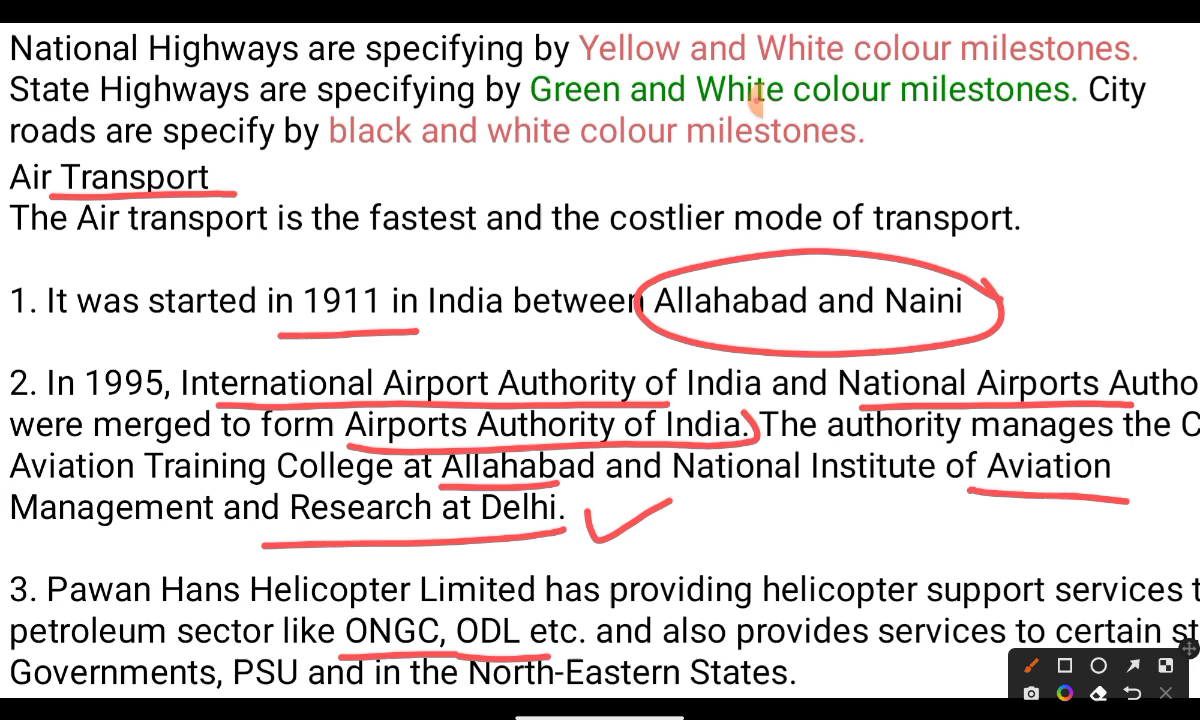 National Highways are specifying by Yellow and White colour milestones.
State Highways are specifying by Green and White colour milestones. City
roads are specify by black and white colour milestones.
Air Transport
The Air transport is the fastest and the costlier mode of transport.
1. It was started in 1911 in India between Allahabad and Naini
2. In 1995, International Airport Authority of India and National Airports Autho
were merged to form Airports Authority of India. The authority manages the C
Aviation Training College at Allahabad and National Institute of Aviation
Management and Research at Delhi.
3. Pawan Hans Helicopter Limited has providing helicopter support services t
petroleum sector like ONGC, ODL etc. and also provides services to certain st
Governments, PSU and in the North-Eastern States.